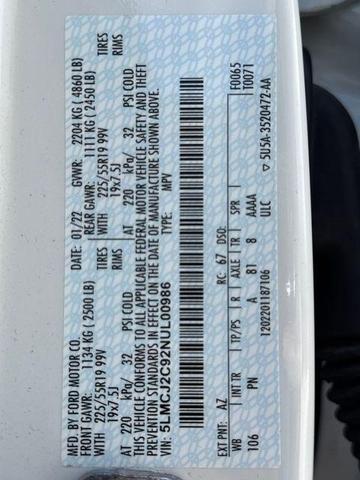 MFD. BY FORD MOTOR CO.
DATE: 01/22 GVWR: 2204 KG ( 4860 LB)
FRONT GAWR: 1134 KG ( 2500 LB) REAR GAWR: 1111 KG ( 2450 LB)
WITH 225/55R19 99V TIRES WITH 225/55R19 99V TIRES
19x7.5J RIMS 19x7.5J RIMS
AT 220 kPa/ 32 PSI COLD AT 220 kPa/ 32 PSI COLD
THIS VEHICLE CONFORMS TO ALL APPLICABLE FEDERAL MOTOR VEHICLE SAFETY AND THEFT
PREVENTION STANDARDS IN EFFECT ON THE DATE OF MANUFACTURE SHOWN ABOVE.
VIN: 5LMCJ2C92NUL00986
TYPE: MPV
F0065
T0071
EXT PNT: AZ RC: 67 DSO:
WB INT TR TP/PS R AXLE TR SPR
106 PN A 81 8 AAAA
1202201187106 ULC
5U5A-3520472-AA